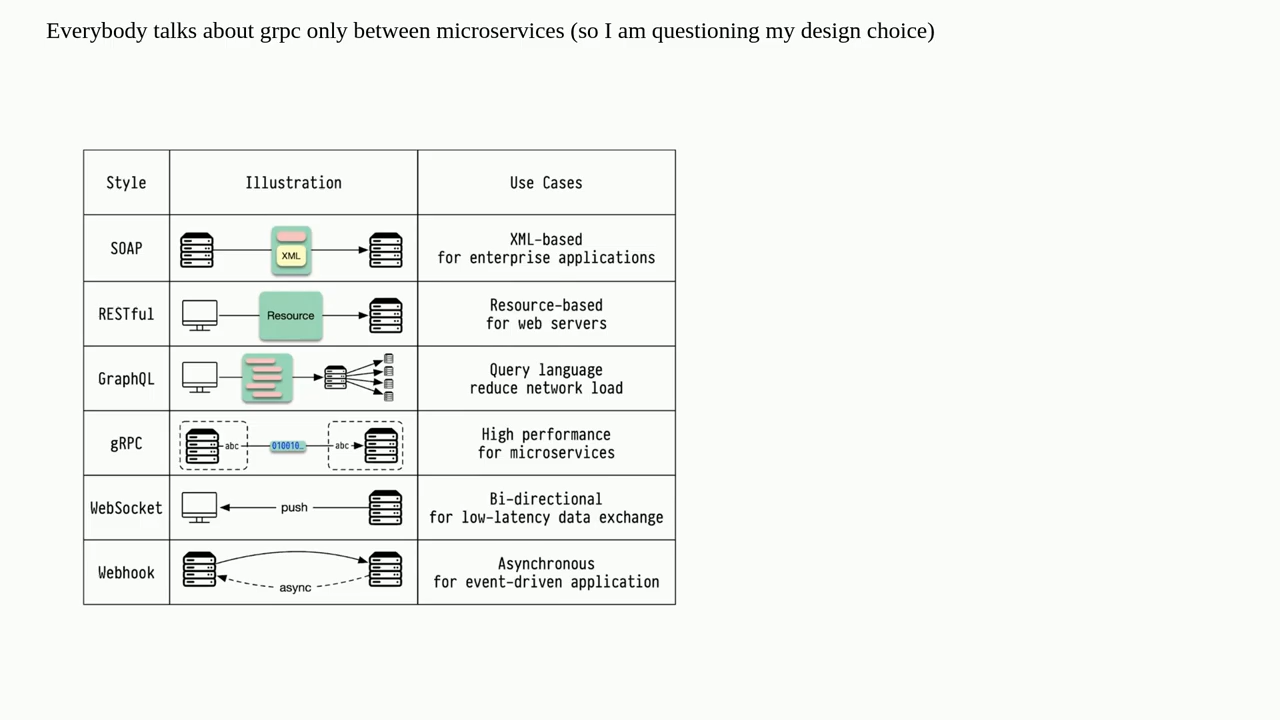 Everybody talks about grpc only between microservices (so I am questioning my design choice)
Style
Illustration
Use Cases
SOAP
XML
XML-based
for enterprise applications
RESTful
Resource
Resource-based
for web servers
GraphQL
Query language
reduce network load
gRPC
abc
010010…
abc
High performance
for microservices
WebSocket
push
Bi-directional
for low-latency data exchange
Webhook
async
Asynchronous
for event-driven application